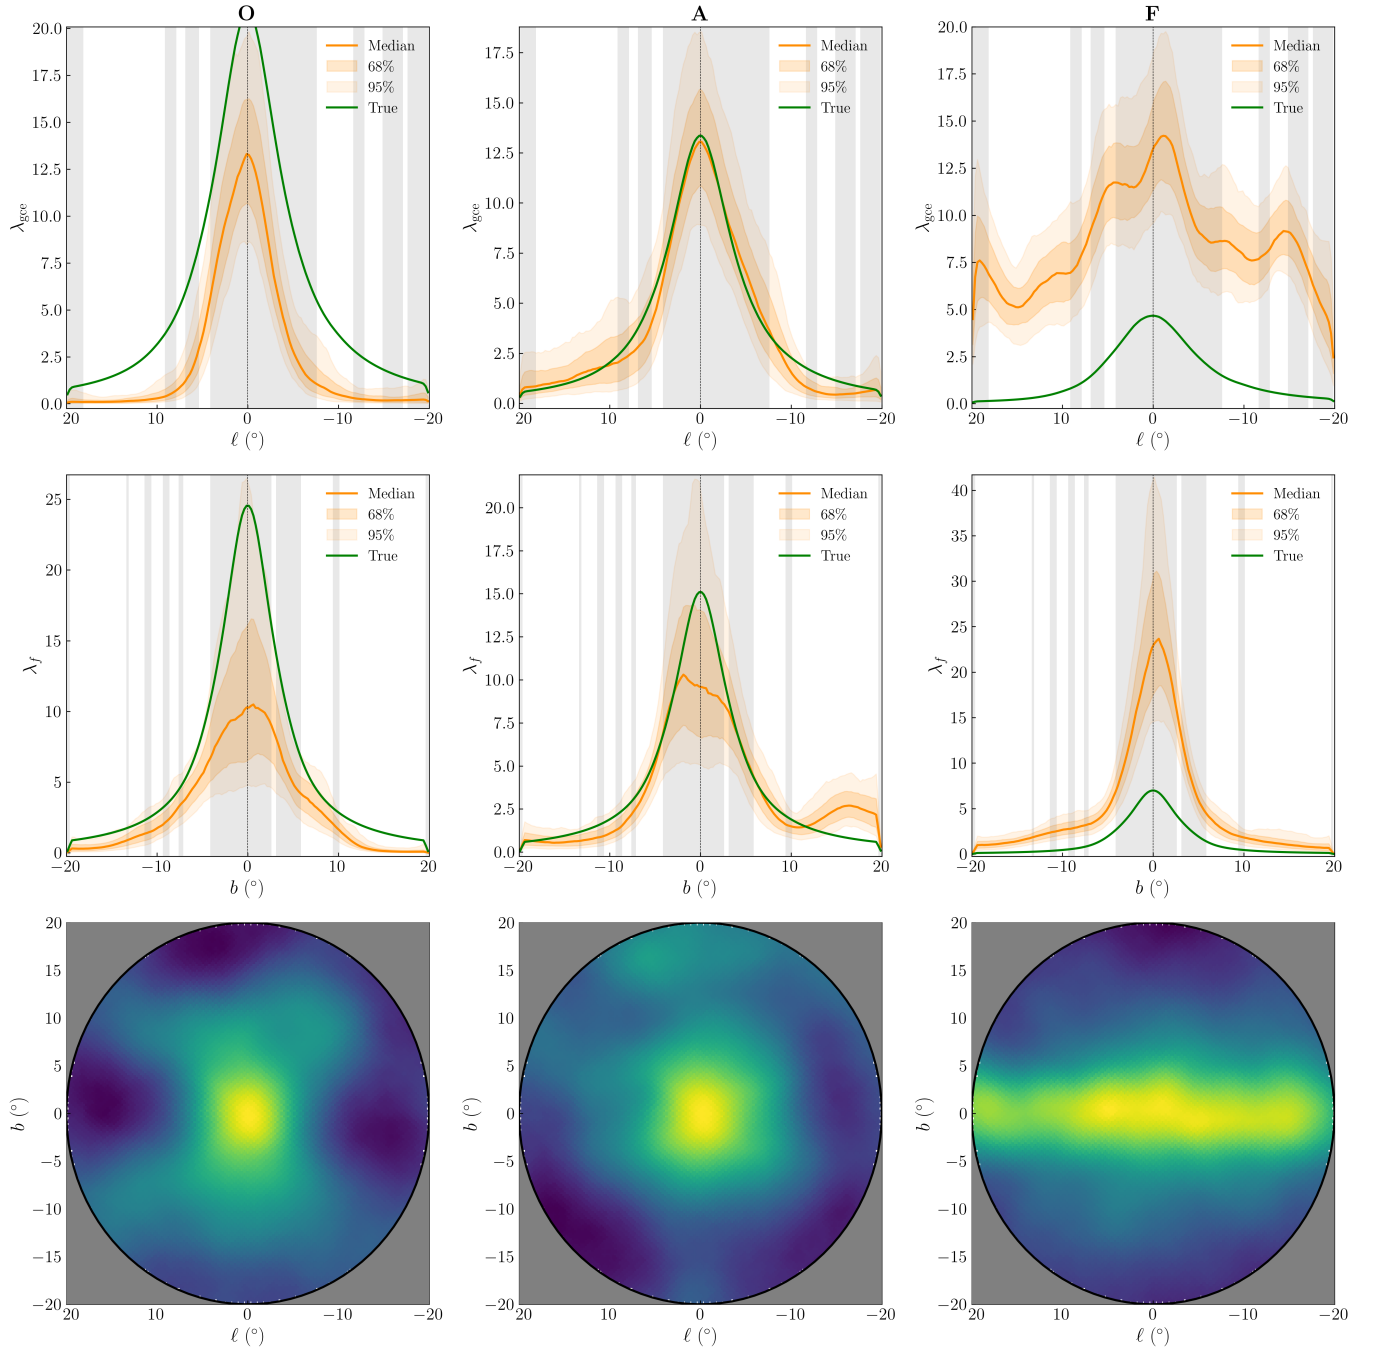 O A F
20.0 17.5 15.0 12.5 10.0 7.5 5.0 2.5 0.0
λgce
Median
68%
95%
True
20 10 0 −10 −20
ℓ (°)
17.5 15.0 12.5 10.0 7.5 5.0 2.5 0.0
λgce
Median
68%
95%
True
20 10 0 −10 −20
ℓ (°)
20.0 17.5 15.0 12.5 10.0 7.5 5.0 2.5 0.0
λgce
Median
68%
95%
True
20 10 0 −10 −20
ℓ (°)
25 20 15 10 5 0
λf
Median
68%
95%
True
−20 −10 0 10 20
b (°)
20.0 17.5 15.0 12.5 10.0 7.5 5.0 2.5 0.0
λf
Median
68%
95%
True
−20 −10 0 10 20
b (°)
40 35 30 25 20 15 10 5 0
λf
Median
68%
95%
True
−20 −10 0 10 20
b (°)
20 15 10 5 0 −5 −10 −15 −20
b (°)
20 10 0 −10 −20
ℓ (°)
20 15 10 5 0 −5 −10 −15 −20
b (°)
20 10 0 −10 −20
ℓ (°)
20 15 10 5 0 −5 −10 −15 −20
b (°)
20 10 0 −10 −20
ℓ (°)